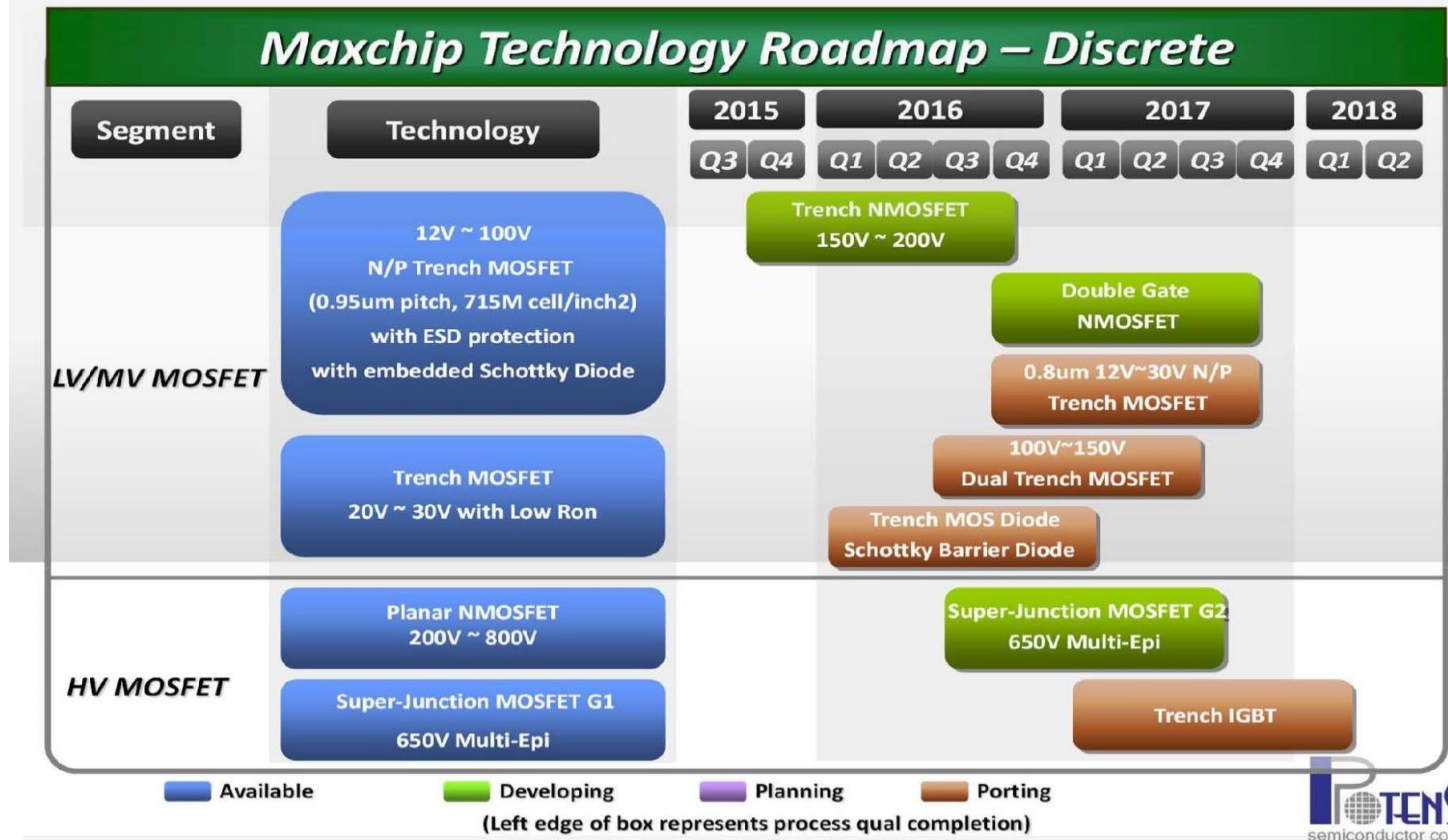 Maxchip Technology Roadmap – Discrete
Segment
Technology
2015
2016
2017
2018
Q3 Q4 Q1 Q2 Q3 Q4 Q1 Q2 Q3 Q4 Q1 Q2
LV/MV MOSFET
12V ~ 100V
N/P Trench MOSFET
(0.95um pitch, 715M cell/inch2)
with ESD protection
with embedded Schottky Diode
Trench MOSFET
20V ~ 30V with Low Ron
Trench NMOSFET
150V ~ 200V
Double Gate
NMOSFET
0.8um 12V~30V N/P
Trench MOSFET
100V~150V
Dual Trench MOSFET
Trench MOS Diode
Schottky Barrier Diode
HV MOSFET
Planar NMOSFET
200V ~ 800V
Super-Junction MOSFET G1
650V Multi-Epi
Super-Junction MOSFET G2
650V Multi-Epi
Trench IGBT
Available
Developing
Planning
Porting
(Left edge of box represents process qual completion)
semiconductor